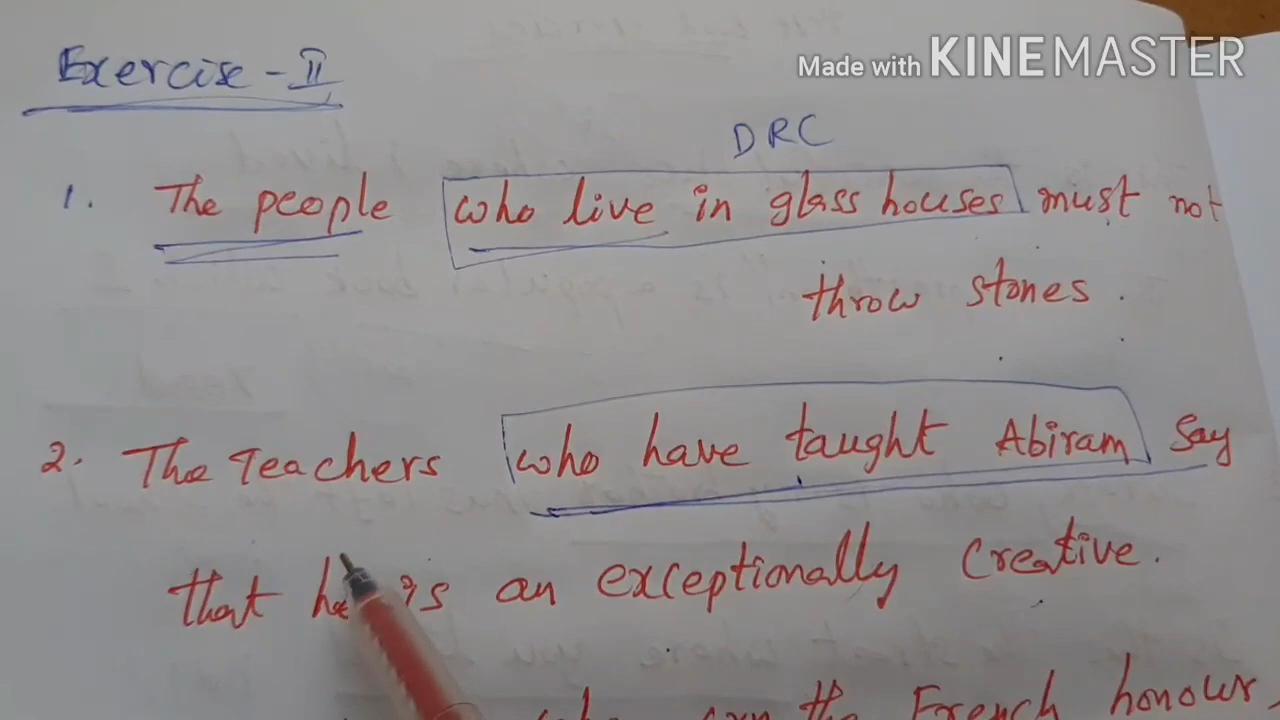 Made with KINEMASTER
Exercise - II
DRC
1. The people who live in glass houses must not
throw stones.
2. The Teachers who have taught Abiram say
that he is an exceptionally creative.
the French honour,